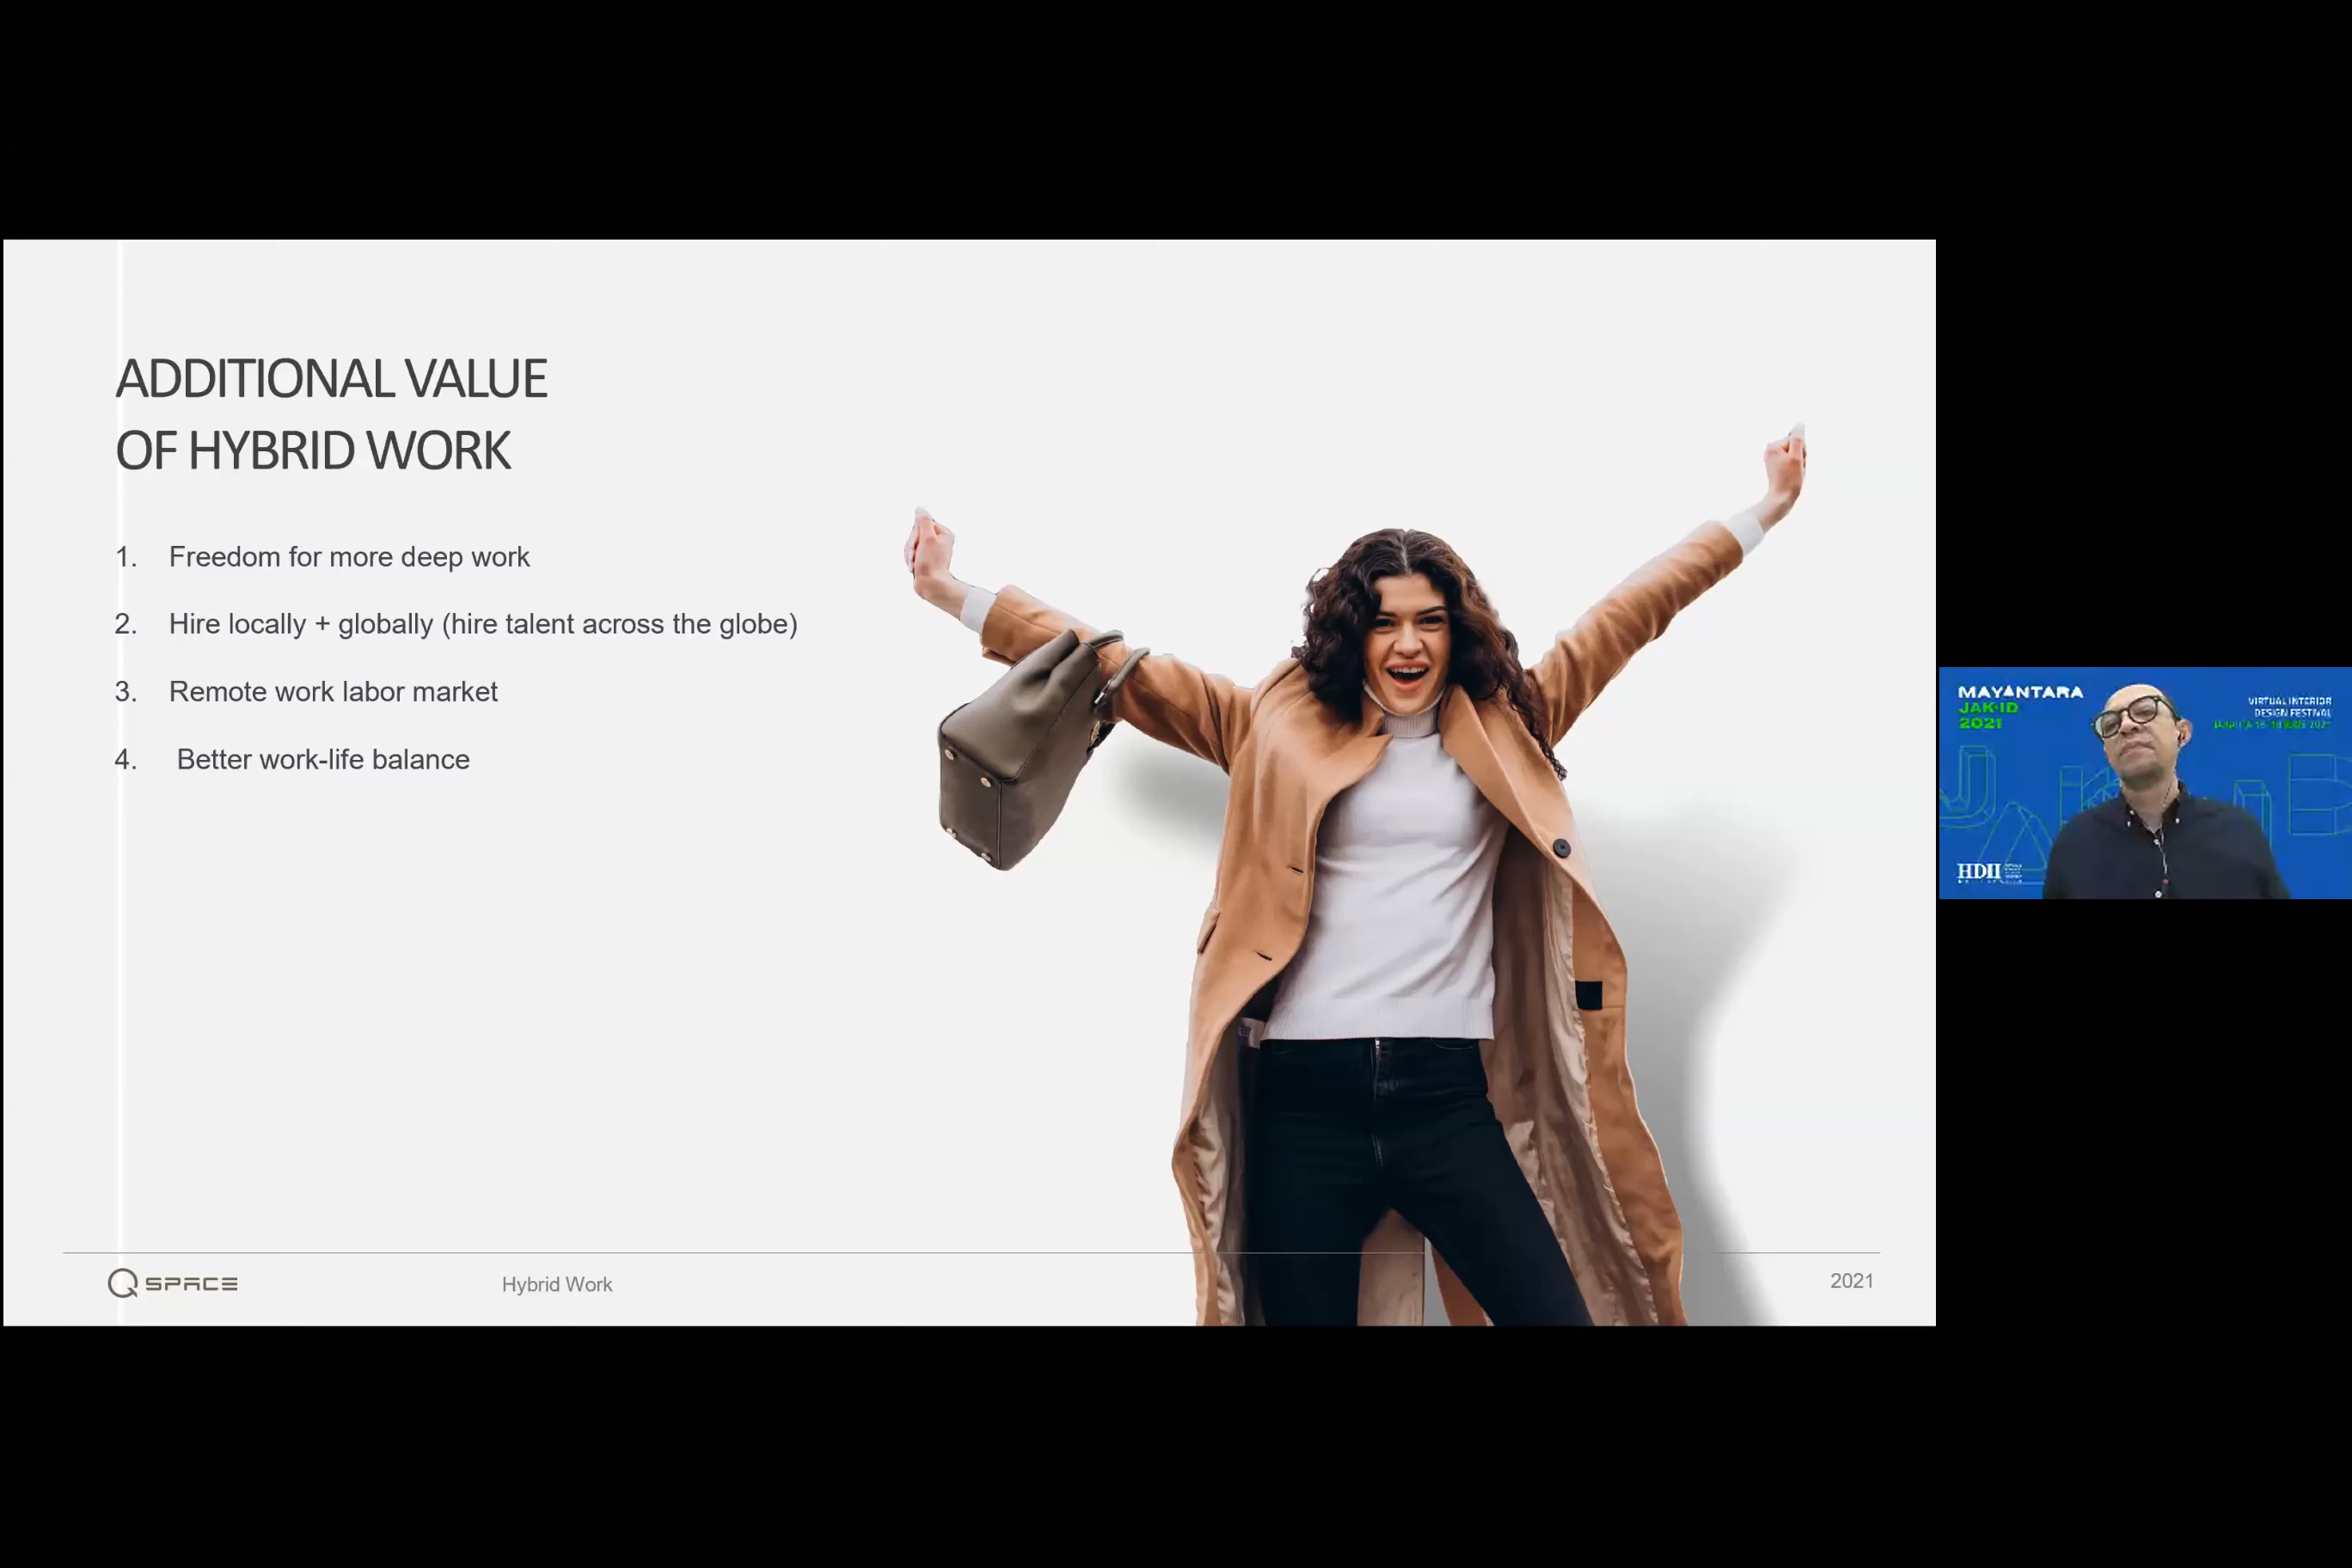 ADDITIONAL VALUE
OF HYBRID WORK
1. Freedom for more deep work
2. Hire locally + globally (hire talent across the globe)
3. Remote work labor market
4. Better work-life balance
QSPACE
Hybrid Work
2021
MAYANTARA
JAK·ID
2021
VIRTUAL INTERIOR
DESIGN FESTIVAL
HDII